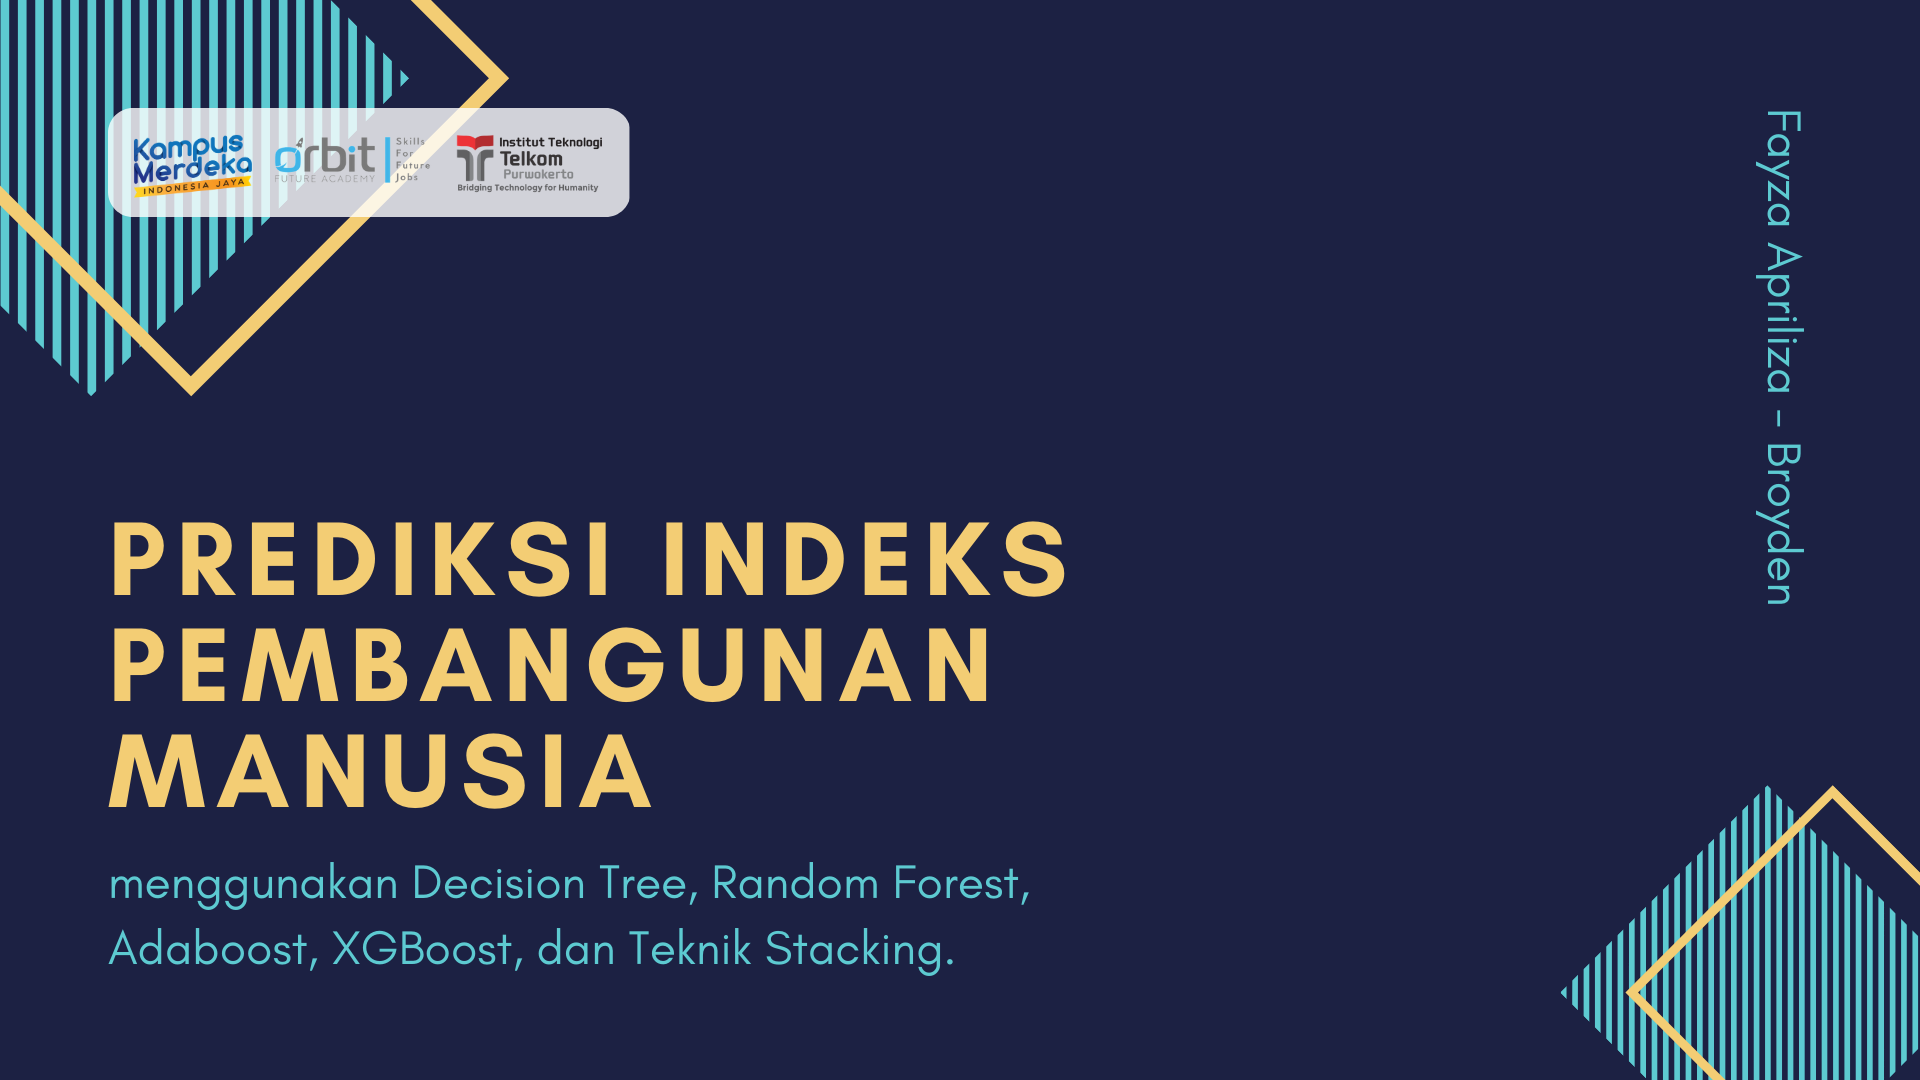 Kampus
Merdeka
INDONESIA JAYA
Orbit
FUTURE ACADEMY
Skills
For
Future
Jobs
Institut Teknologi
Telkom
Purwokerto
Bridging Technology for Humanity
Fayza Apriliza - Broyden
PREDIKSI INDEKS
PEMBANGUNAN
MANUSIA
menggunakan Decision Tree, Random Forest,
Adaboost, XGBoost, dan Teknik Stacking.